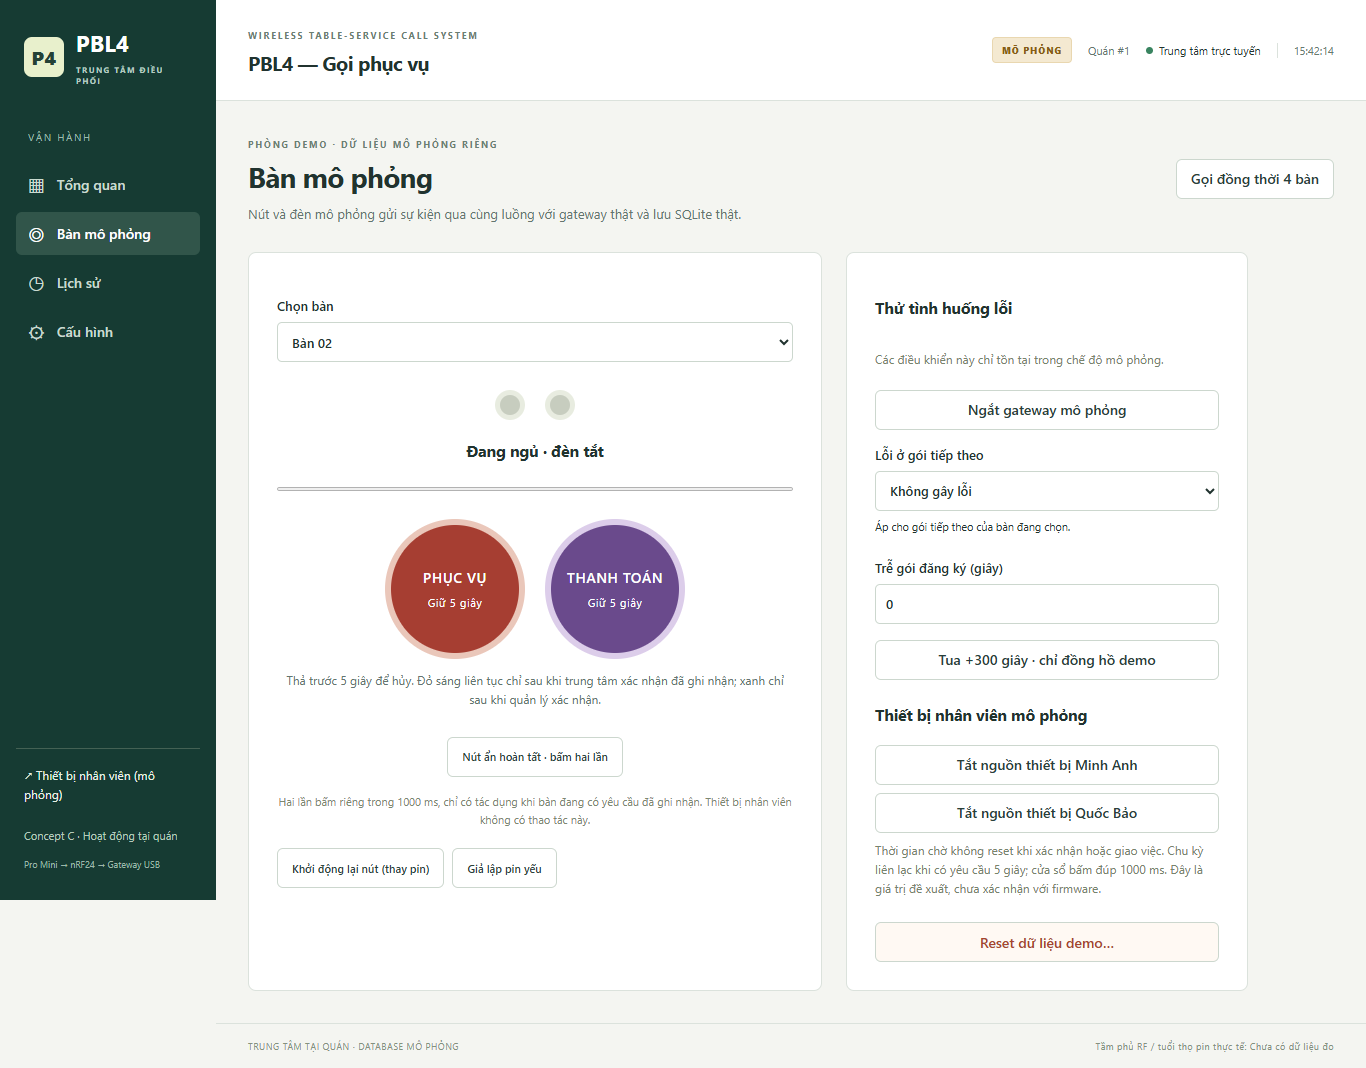 P4
PBL4
TRUNG TÂM ĐIỀU
PHỐI
VẬN HÀNH
Tổng quan
Bàn mô phỏng
Lịch sử
Cấu hình
↗ Thiết bị nhân viên (mô
phỏng)
Concept C · Hoạt động tại quán
Pro Mini → nRF24 → Gateway USB
WIRELESS TABLE-SERVICE CALL SYSTEM
PBL4 — Gọi phục vụ
MÔ PHỎNG
Quán #1
Trung tâm trực tuyến
15:42:14
PHÒNG DEMO · DỮ LIỆU MÔ PHỎNG RIÊNG
Bàn mô phỏng
Nút và đèn mô phỏng gửi sự kiện qua cùng luồng với gateway thật và lưu SQLite thật.
Gọi đồng thời 4 bàn
Chọn bàn
Bàn 02
Đang ngủ · đèn tắt
PHỤC VỤ
Giữ 5 giây
THANH TOÁN
Giữ 5 giây
Thả trước 5 giây để hủy. Đỏ sáng liên tục chỉ sau khi trung tâm xác nhận đã ghi nhận; xanh chỉ
sau khi quản lý xác nhận.
Nút ẩn hoàn tất · bấm hai lần
Hai lần bấm riêng trong 1000 ms, chỉ có tác dụng khi bàn đang có yêu cầu đã ghi nhận. Thiết bị nhân viên
không có thao tác này.
Khởi động lại nút (thay pin)
Giả lập pin yếu
Thử tình huống lỗi
Các điều khiển này chỉ tồn tại trong chế độ mô phỏng.
Ngắt gateway mô phỏng
Lỗi ở gói tiếp theo
Không gây lỗi
Áp cho gói tiếp theo của bàn đang chọn.
Trễ gói đăng ký (giây)
0
Tua +300 giây · chỉ đồng hồ demo
Thiết bị nhân viên mô phỏng
Tắt nguồn thiết bị Minh Anh
Tắt nguồn thiết bị Quốc Bảo
Thời gian chờ không reset khi xác nhận hoặc giao việc. Chu kỳ
liên lạc khi có yêu cầu 5 giây; cửa sổ bấm đúp 1000 ms. Đây là
giá trị đề xuất, chưa xác nhận với firmware.
Reset dữ liệu demo...
TRUNG TÂM TẠI QUÁN · DATABASE MÔ PHỎNG
Tầm phủ RF / tuổi thọ pin thực tế: Chưa có dữ liệu đo